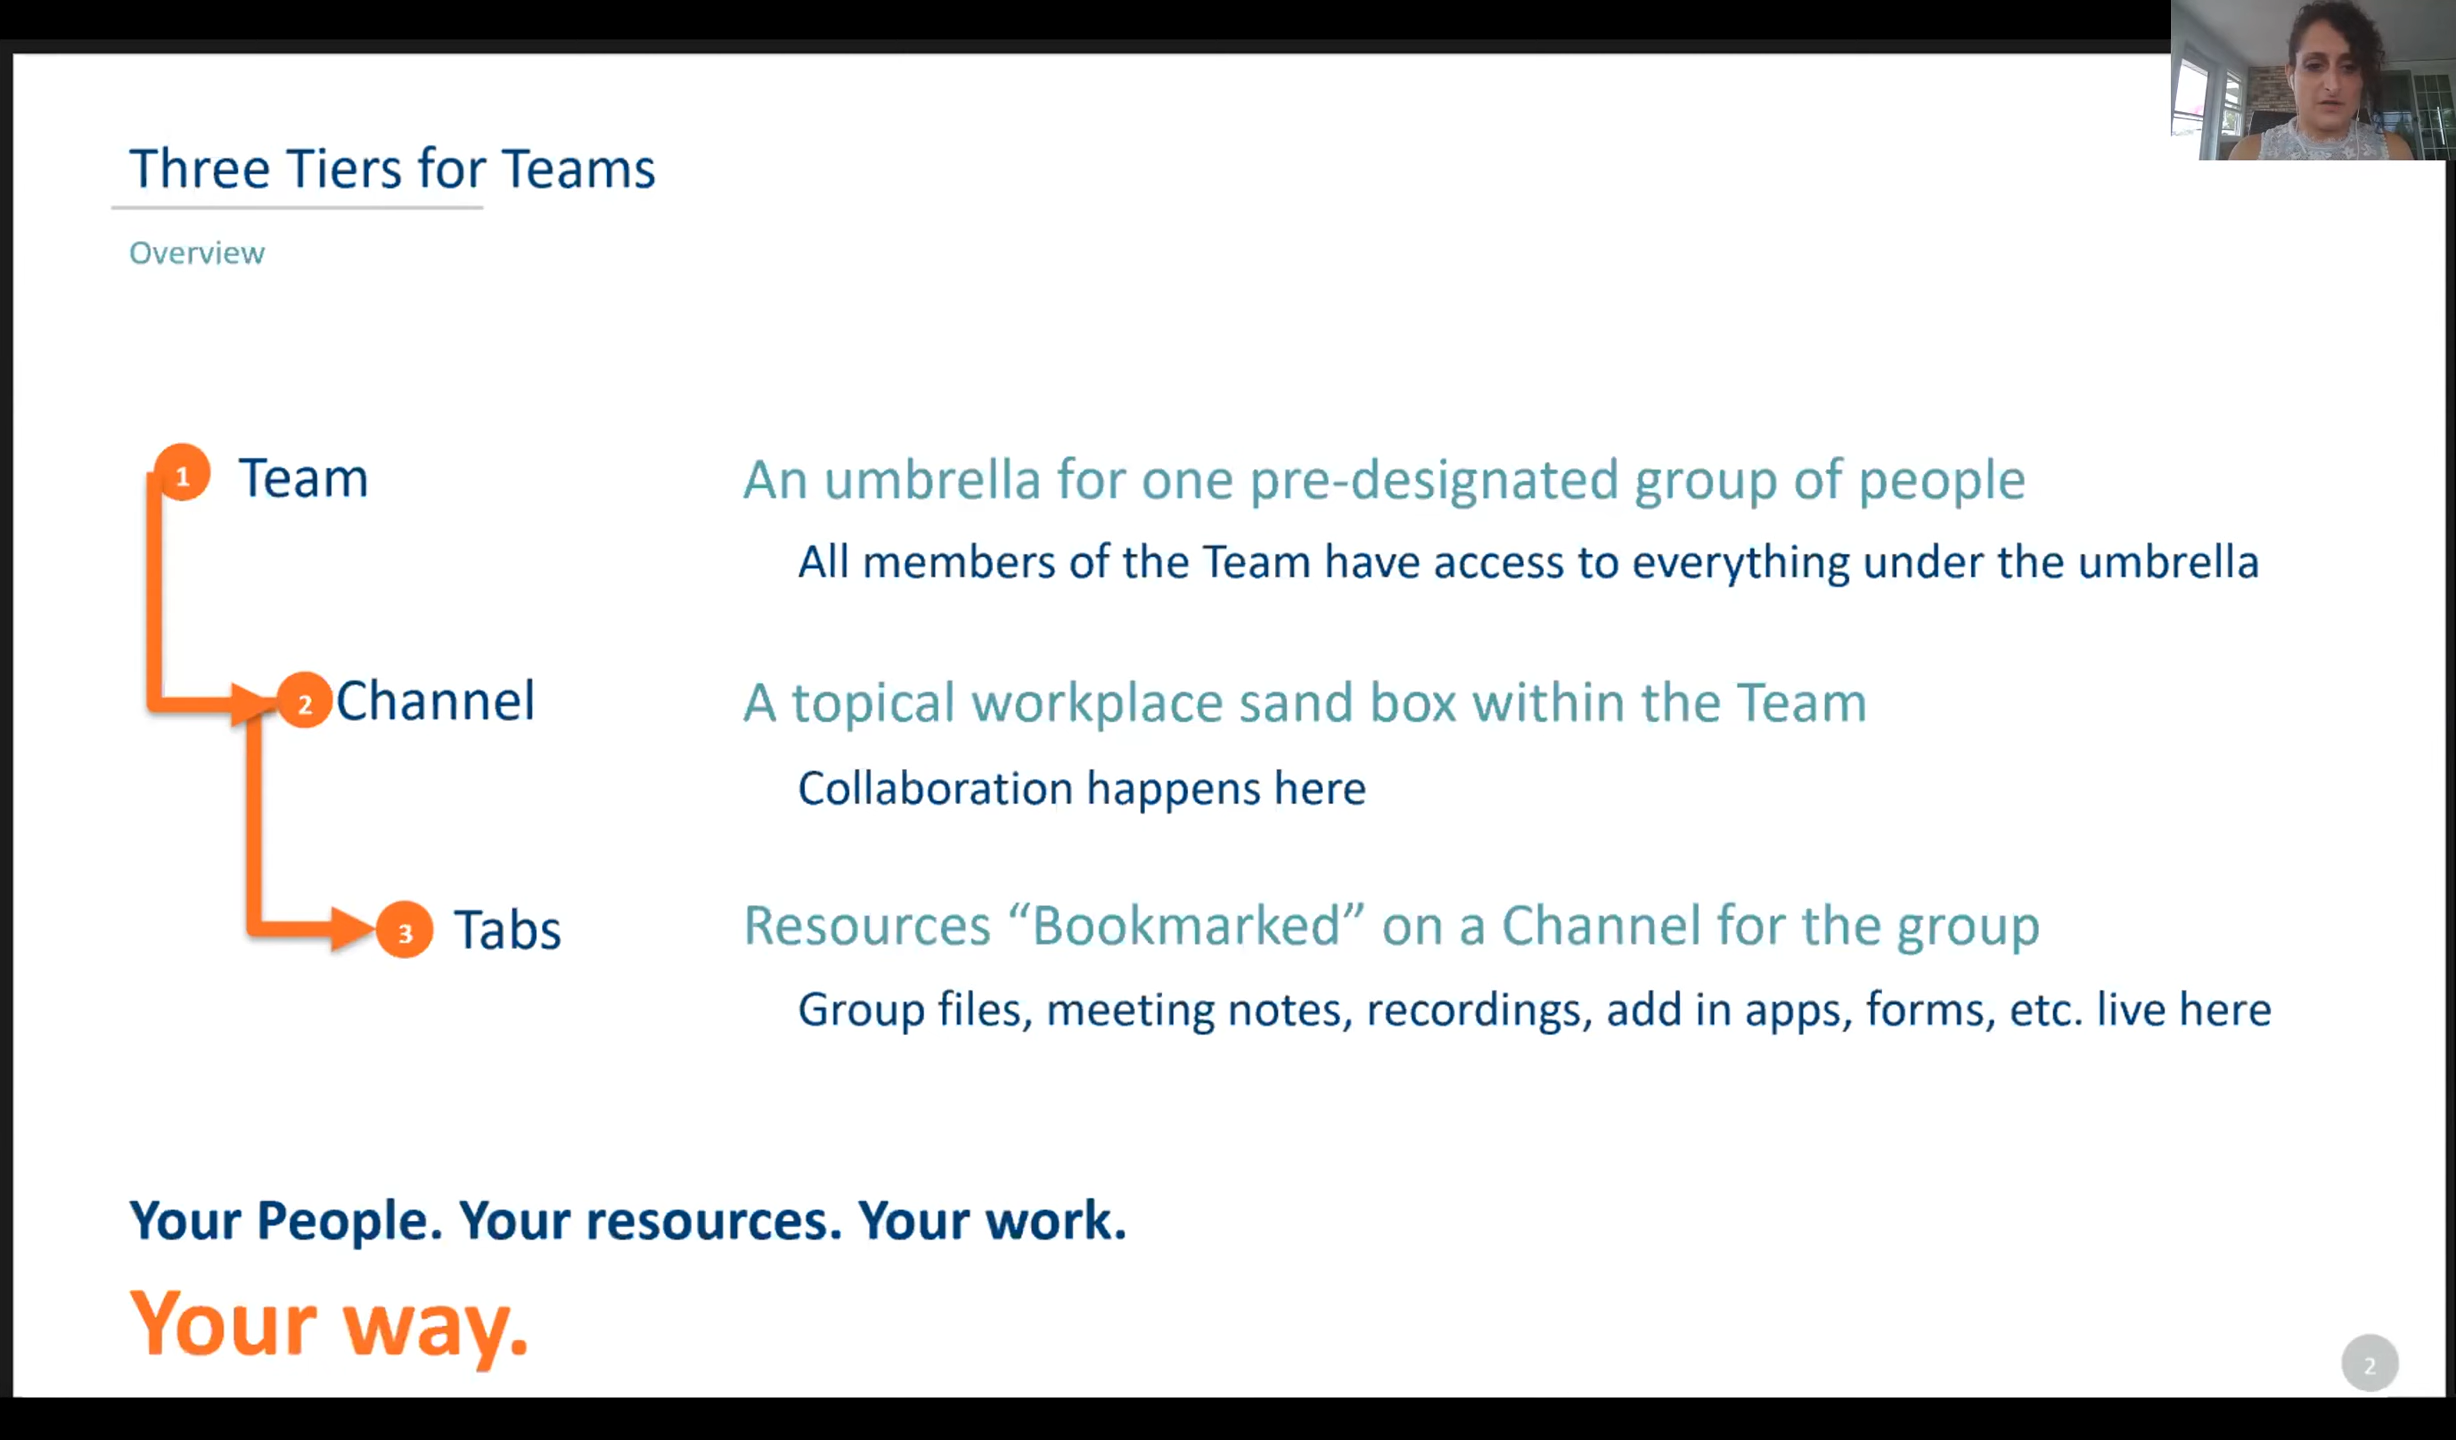 Three Tiers for Teams
Overview
1 Team
An umbrella for one pre-designated group of people
All members of the Team have access to everything under the umbrella
2 Channel
A topical workplace sand box within the Team
Collaboration happens here
3 Tabs
Resources “Bookmarked” on a Channel for the group
Group files, meeting notes, recordings, add in apps, forms, etc. live here
Your People. Your resources. Your work.
Your way.
2